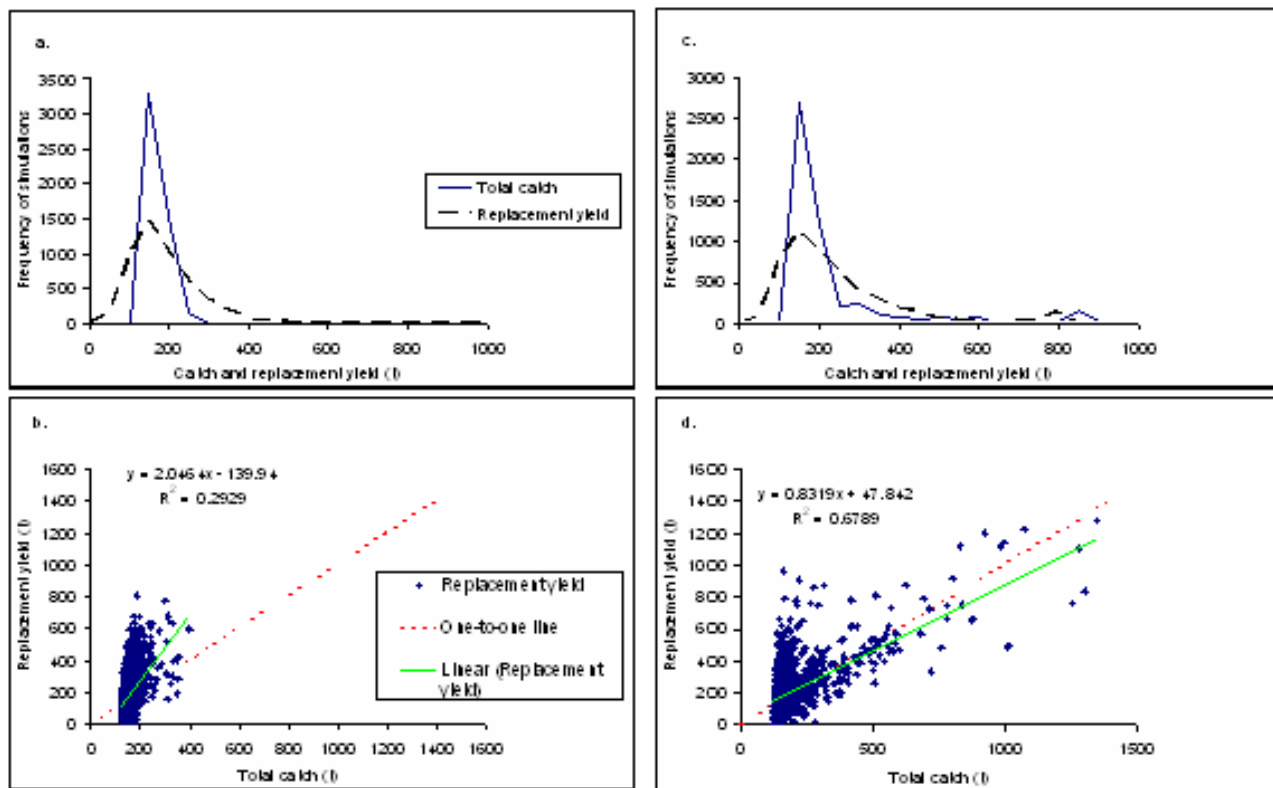 a.
3500
3000
2500
2000
1500
1000
500
0
Frequency of simulations
0 200 400 600 800 1000
Catch and replacement yield (t)
Total catch
Replacement yield
c.
3000
2500
2000
1500
1000
500
0
Frequency of simulations
0 200 400 600 800 1000
Catch and replacement yield (t)
b.
y = 2.0464x - 139.94
R² = 0.2929
1600
1400
1200
1000
800
600
400
200
0
Replacement yield (t)
0 200 400 600 800 1000 1200 1400 1600
Total catch (t)
Replacement yield
One-to-one line
Linear (Replacement
yield)
d.
y = 0.8319x + 47.842
R² = 0.6789
1600
1400
1200
1000
800
600
400
200
0
Replacement yield (t)
0 500 1000 1500
Total catch (t)